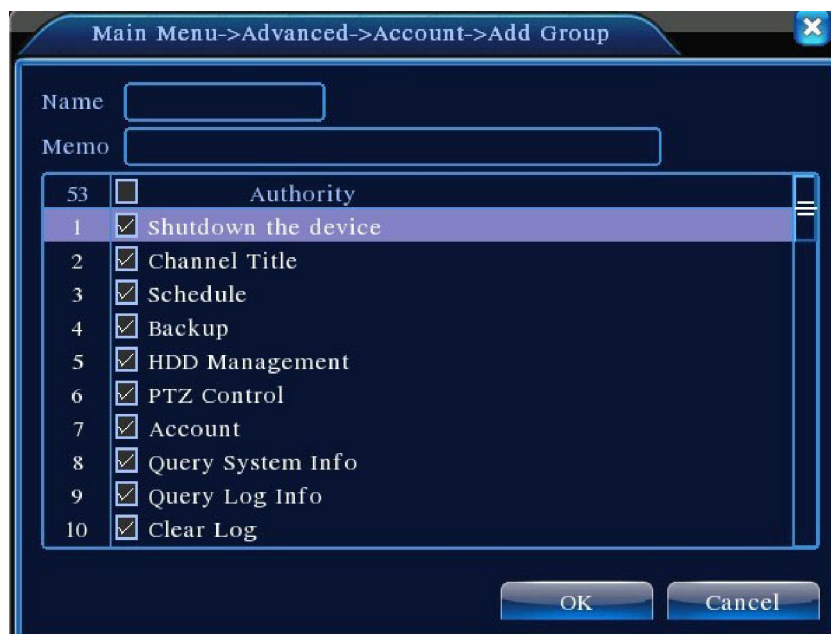 Main Menu->Advanced->Account->Add Group
Name
Memo
53 Authority
1 Shutdown the device
2 Channel Title
3 Schedule
4 Backup
5 HDD Management
6 PTZ Control
7 Account
8 Query System Info
9 Query Log Info
10 Clear Log
OK Cancel